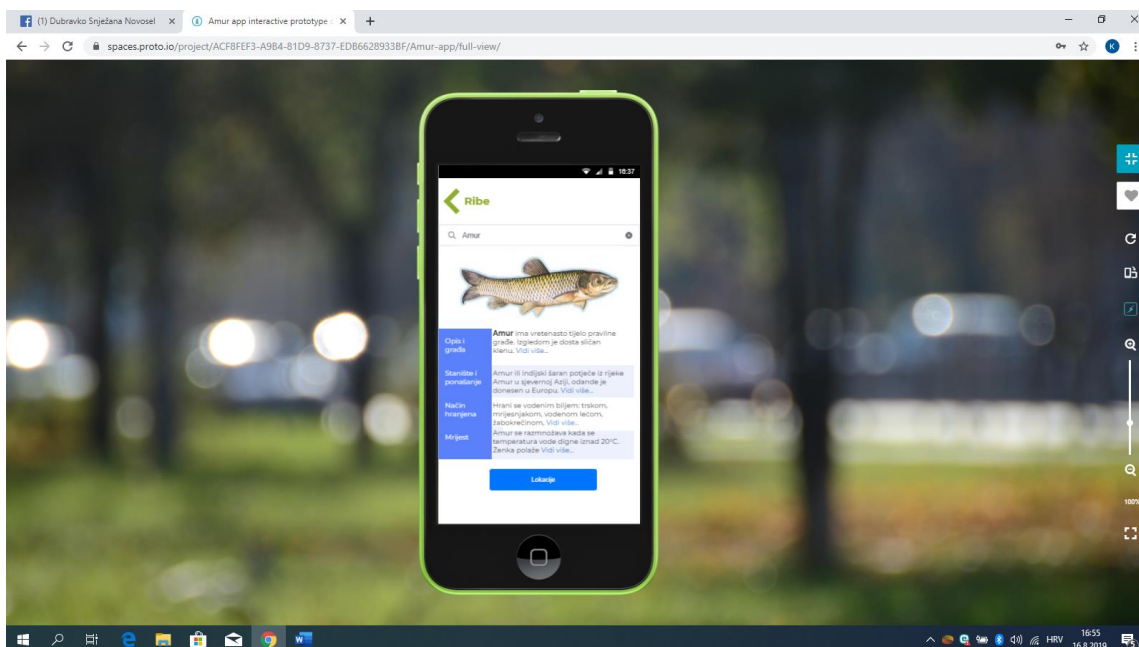 (1) Dubravko Snježana Novosel
Amur app interactive prototype
spaces.proto.io/project/ACF8FEF3-A9B4-81D9-8737-EDB6628933BF/Amur-app/full-view/
K
16:37
Ribe
Amur
Opis i
građa
Amur ima vretenasto tijelo pravilne
građe. Izgledom je dosta sličan
klenu. Vidi više...
Stanište i
ponašanje
Amur ili indijski šaran potječe iz rijeke
Amur u sjevernoj Aziji, odande je
donesen u Europu. Vidi više...
Način
hranjena
Hrani se vodenim biljem: trskom,
mrijesnjakom, vodenom lećom,
žabokrečinom, Vidi više...
Mrijest
Amur se razmnožava kada se
temperatura vode digne iznad 20°C.
Ženka polaže Vidi više...
Lokacije
100%
HRV
16:55
16.8.2019